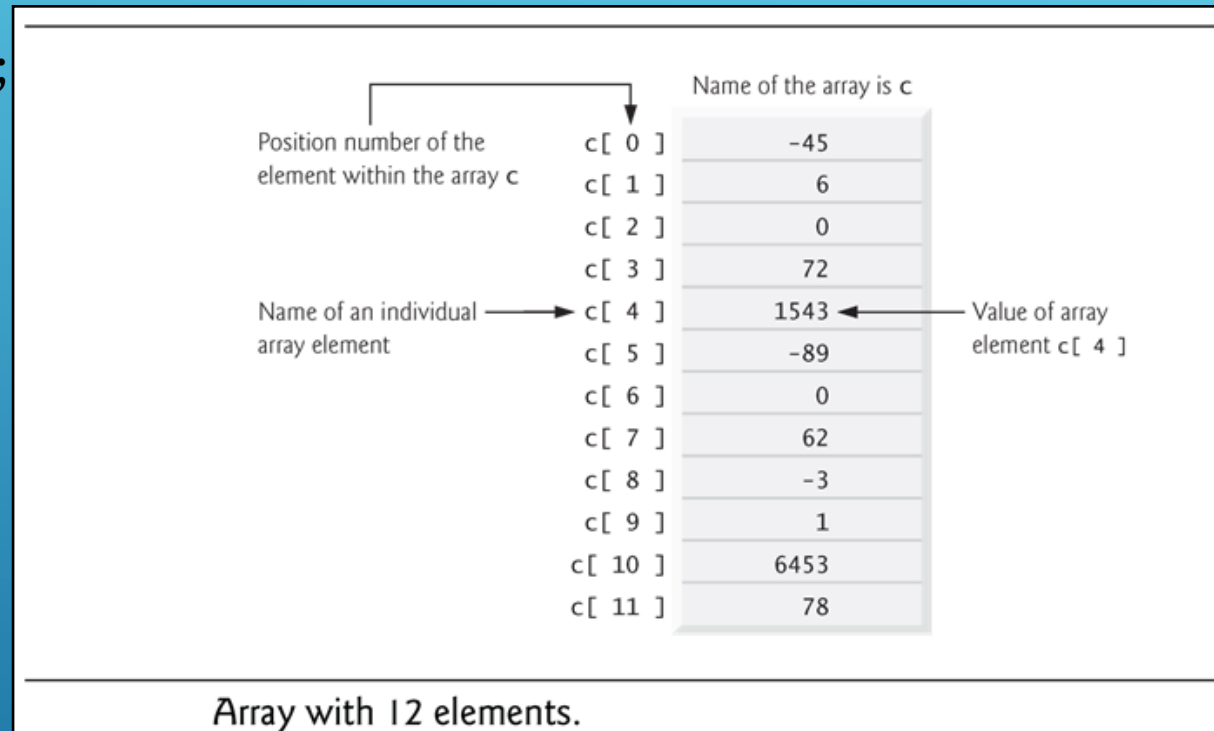 ;
Name of the array is c
Position number of the
element within the array c
c[ 0 ] -45
c[ 1 ] 6
c[ 2 ] 0
c[ 3 ] 72
Name of an individual
array element
c[ 4 ] 1543
Value of array
element c[ 4 ]
c[ 5 ] -89
c[ 6 ] 0
c[ 7 ] 62
c[ 8 ] -3
c[ 9 ] 1
c[ 10 ] 6453
c[ 11 ] 78
Array with 12 elements.